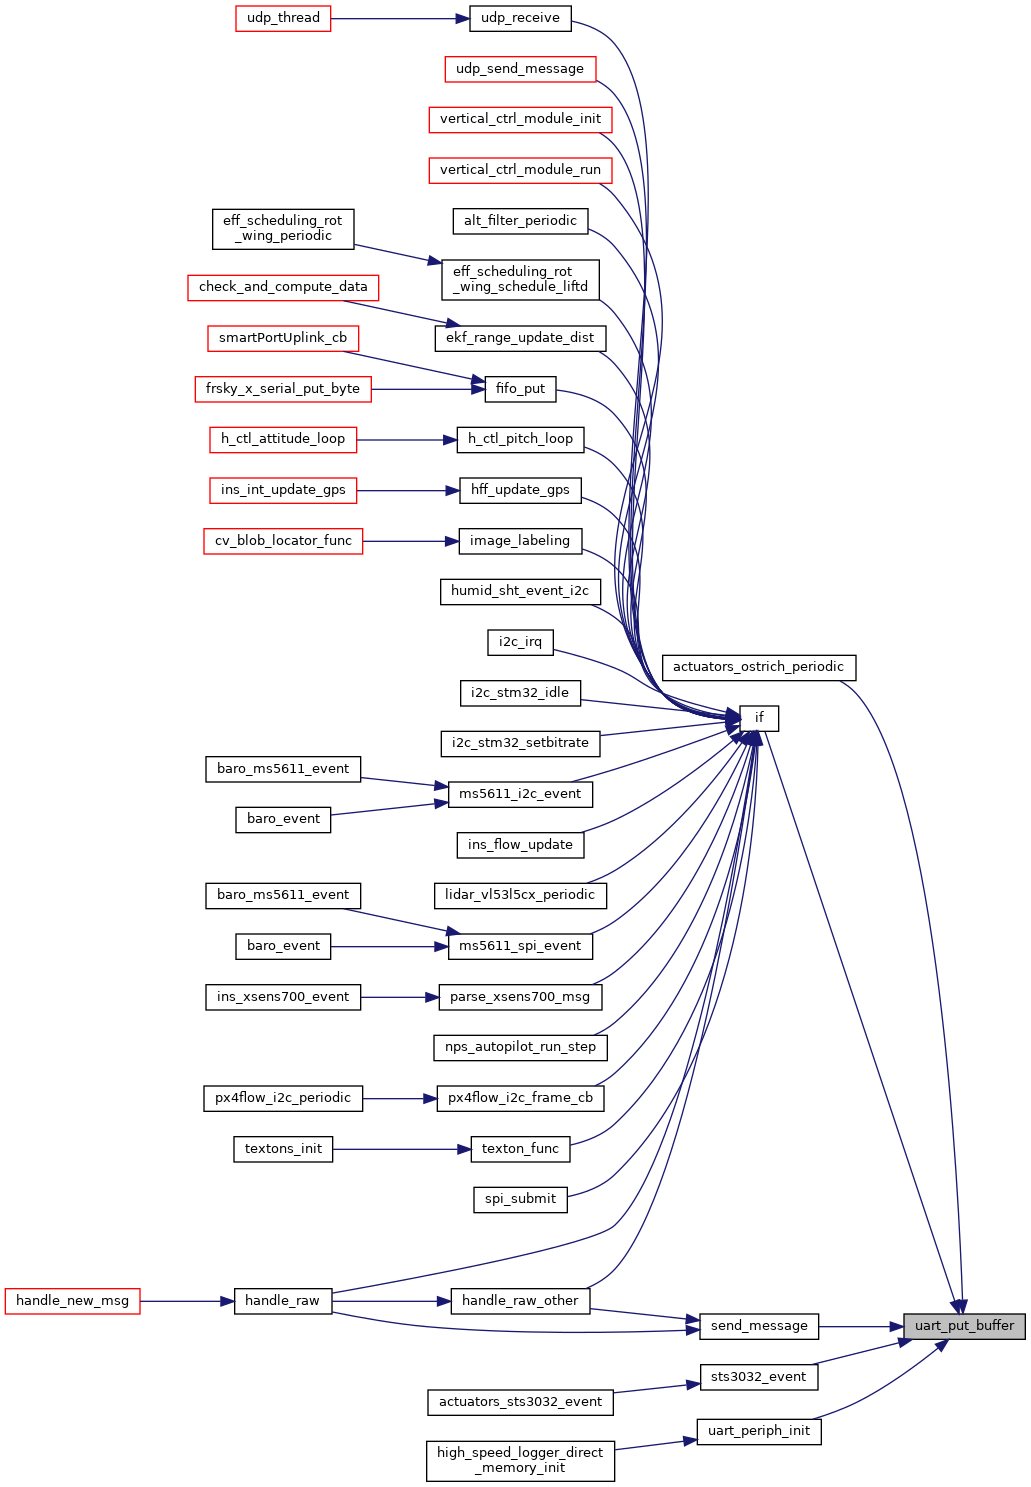 udp_thread
udp_receive
udp_send_message
vertical_ctrl_module_init
vertical_ctrl_module_run
alt_filter_periodic
eff_scheduling_rot
_wing_periodic
eff_scheduling_rot
_wing_schedule_liftd
check_and_compute_data
ekf_range_update_dist
smartPortUplink_cb
frsky_x_serial_put_byte
fifo_put
h_ctl_attitude_loop
h_ctl_pitch_loop
ins_int_update_gps
hff_update_gps
cv_blob_locator_func
image_labeling
humid_sht_event_i2c
i2c_irq
actuators_ostrich_periodic
i2c_stm32_idle
if
i2c_stm32_setbitrate
baro_ms5611_event
ms5611_i2c_event
baro_event
ins_flow_update
lidar_vl53l5cx_periodic
baro_ms5611_event
baro_event
ms5611_spi_event
ins_xsens700_event
parse_xsens700_msg
nps_autopilot_run_step
px4flow_i2c_periodic
px4flow_i2c_frame_cb
textons_init
texton_func
spi_submit
handle_new_msg
handle_raw
handle_raw_other
send_message
uart_put_buffer
sts3032_event
actuators_sts3032_event
uart_periph_init
high_speed_logger_direct
_memory_init